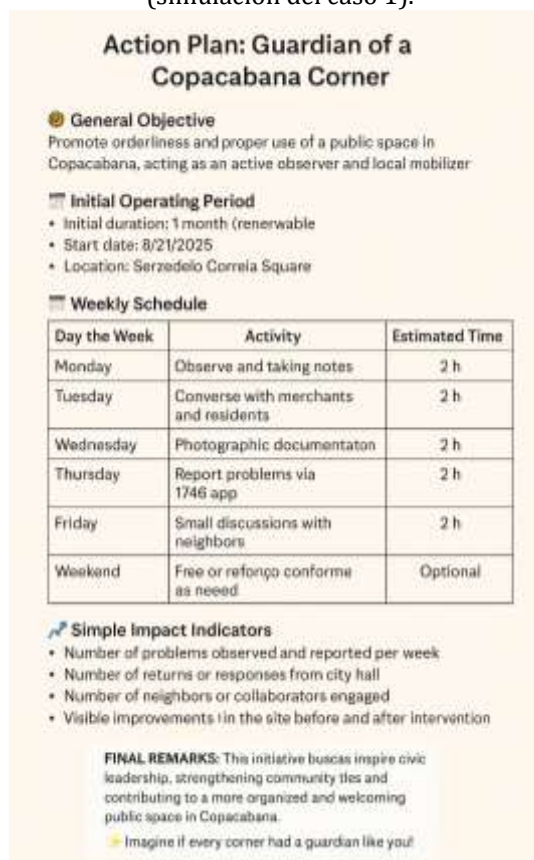 (simulación del caso 1).
Action Plan: Guardian of a
Copacabana Corner
General Objective
Promote orderliness and proper use of a public space in
Copacabana, acting as an active observer and local mobilizer
Initial Operating Period
• Initial duration: 1 month (renerwable
• Start date: 8/21/2025
• Location: Serzedelo Correia Square
Weekly Schedule
Day the Week Activity Estimated Time
Monday Observe and taking notes 2 h
Tuesday Converse with merchants 2 h
and residents
Wednesday Photographic documentaton 2 h
Thursday Report problems via 2 h
1746 app
Friday Small discussions with 2 h
neighbors
Weekend Free or refonço conforme Optional
as neeed
Simple Impact Indicators
• Number of problems observed and reported per week
• Number of returns or responses from city hall
• Number of neighbors or collaborators engaged
• Visible improvements in the site before and after intervention
FINAL REMARKS: This initiative buscas inspire civic
leadership, strengthening community ties and
contributing to a more organized and welcoming
public space in Copacabana.
Imagine if every corner had a guardian like you!